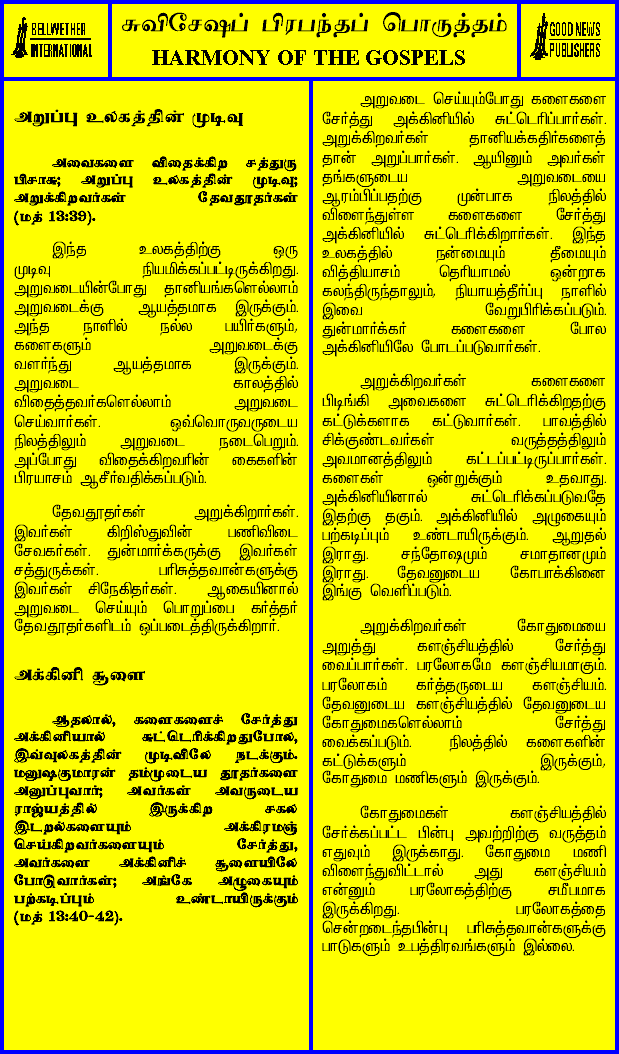 BELLWETHER
INTERNATIONAL
சுவிசேஷப் பிரபந்தப் பொருத்தம்
HARMONY OF THE GOSPELS
GOOD NEWS
PUBLISHERS
அறுப்பு உலகத்தின் முடிவு
அவைகளை விதைக்கிற சத்துரு
பிசாசு; அறுப்பு உலகத்தின் முடிவு;
அறுக்கிறவர்கள் தேவதூதர்கள்
(மத் 13:39).
இந்த உலகத்திற்கு ஒரு
முடிவு நியமிக்கப்பட்டிருக்கிறது.
அறுவடையின்போது தானியங்களெல்லாம்
அறுவடைக்கு ஆயத்தமாக இருக்கும்.
அந்த நாளில் நல்ல பயிர்களும்,
களைகளும் அறுவடைக்கு
வளர்ந்து ஆயத்தமாக இருக்கும்.
அறுவடை காலத்தில்
விதைத்தவர்களெல்லாம் அறுவடை
செய்வார்கள். ஒவ்வொருவருடைய
நிலத்திலும் அறுவடை நடைபெறும்.
அப்போது விதைக்கிறவரின் கைகளின்
பிரயாசம் ஆசீர்வதிக்கப்படும்.
தேவதூதர்கள் அறுக்கிறார்கள்.
இவர்கள் கிறிஸ்துவின் பணிவிடை
சேவகர்கள். துன்மார்க்கருக்கு இவர்கள்
சத்துருக்கள். பரிசுத்தவான்களுக்கு
இவர்கள் சிநேகிதர்கள். ஆகையினால்
அறுவடை செய்யும் பொறுப்பை கர்த்தர்
தேவதூதர்களிடம் ஒப்படைத்திருக்கிறார்.
அக்கினி சூளை
ஆதலால், களைகளைச் சேர்த்து
அக்கினியால் சுட்டெரிக்கிறதுபோல,
இவ்வுலகத்தின் முடிவிலே நடக்கும்.
மனுஷகுமாரன் தம்முடைய தூதர்களை
அனுப்புவார்; அவர்கள் அவருடைய
ராஜ்யத்தில் இருக்கிற சகல
இடறல்களையும் அக்கிரமஞ்
செய்கிறவர்களையும் சேர்த்து,
அவர்களை அக்கினிச் சூளையிலே
போடுவார்கள்; அங்கே அழுகையும்
பற்கடிப்பும் உண்டாயிருக்கும்
(மத் 13:40-42).
அறுவடை செய்யும்போது களைகளை
சேர்த்து அக்கினியில் சுட்டெரிப்பார்கள்.
அறுக்கிறவர்கள் தானியக்கதிர்களைத்
தான் அறுப்பார்கள். ஆயினும் அவர்கள்
தங்களுடைய அறுவடையை
ஆரம்பிப்பதற்கு முன்பாக நிலத்தில்
விளைந்துள்ள களைகளை சேர்த்து
அக்கினியில் சுட்டெரிக்கிறார்கள். இந்த
உலகத்தில் நன்மையும் தீமையும்
வித்தியாசம் தெரியாமல் ஒன்றாக
கலந்திருந்தாலும், நியாயத்தீர்ப்பு நாளில்
இவை வேறுபிரிக்கப்படும்.
துன்மார்க்கர் களைகளை போல
அக்கினியிலே போடப்படுவார்கள்.
அறுக்கிறவர்கள் களைகளை
பிடிங்கி அவைகளை சுட்டெரிக்கிறதற்கு
கட்டுக்களாக கட்டுவார்கள். பாவத்தில்
சிக்குண்டவர்கள் வருத்தத்திலும்
அவமானத்திலும் கட்டப்பட்டிருப்பார்கள்.
களைகள் ஒன்றுக்கும் உதவாது.
அக்கினியினால் சுட்டெரிக்கப்படுவதே
இதற்கு தகும். அக்கினியில் அழுகையும்
பற்கடிப்பும் உண்டாயிருக்கும். ஆறுதல்
இராது. சந்தோஷமும் சமாதானமும்
இராது. தேவனுடைய கோபாக்கினை
இங்கு வெளிப்படும்.
அறுக்கிறவர்கள் கோதுமையை
அறுத்து களஞ்சியத்தில் சேர்த்து
வைப்பார்கள். பரலோகமே களஞ்சியமாகும்.
பரலோகம் கர்த்தருடைய களஞ்சியம்.
தேவனுடைய களஞ்சியத்தில் தேவனுடைய
கோதுமைகளெல்லாம் சேர்த்து
வைக்கப்படும். நிலத்தில் களைகளின்
கட்டுக்களும் இருக்கும்,
கோதுமை மணிகளும் இருக்கும்.
கோதுமைகள் களஞ்சியத்தில்
சேர்க்கப்பட்ட பின்பு அவற்றிற்கு வருத்தம்
எதுவும் இருக்காது. கோதுமை மணி
விளைந்துவிட்டால் அது களஞ்சியம்
என்னும் பரலோகத்திற்கு சமீபமாக
இருக்கிறது. பரலோகத்தை
சென்றடைந்தபின்பு பரிசுத்தவான்களுக்கு
பாடுகளும் உபத்திரவங்களும் இல்லை.